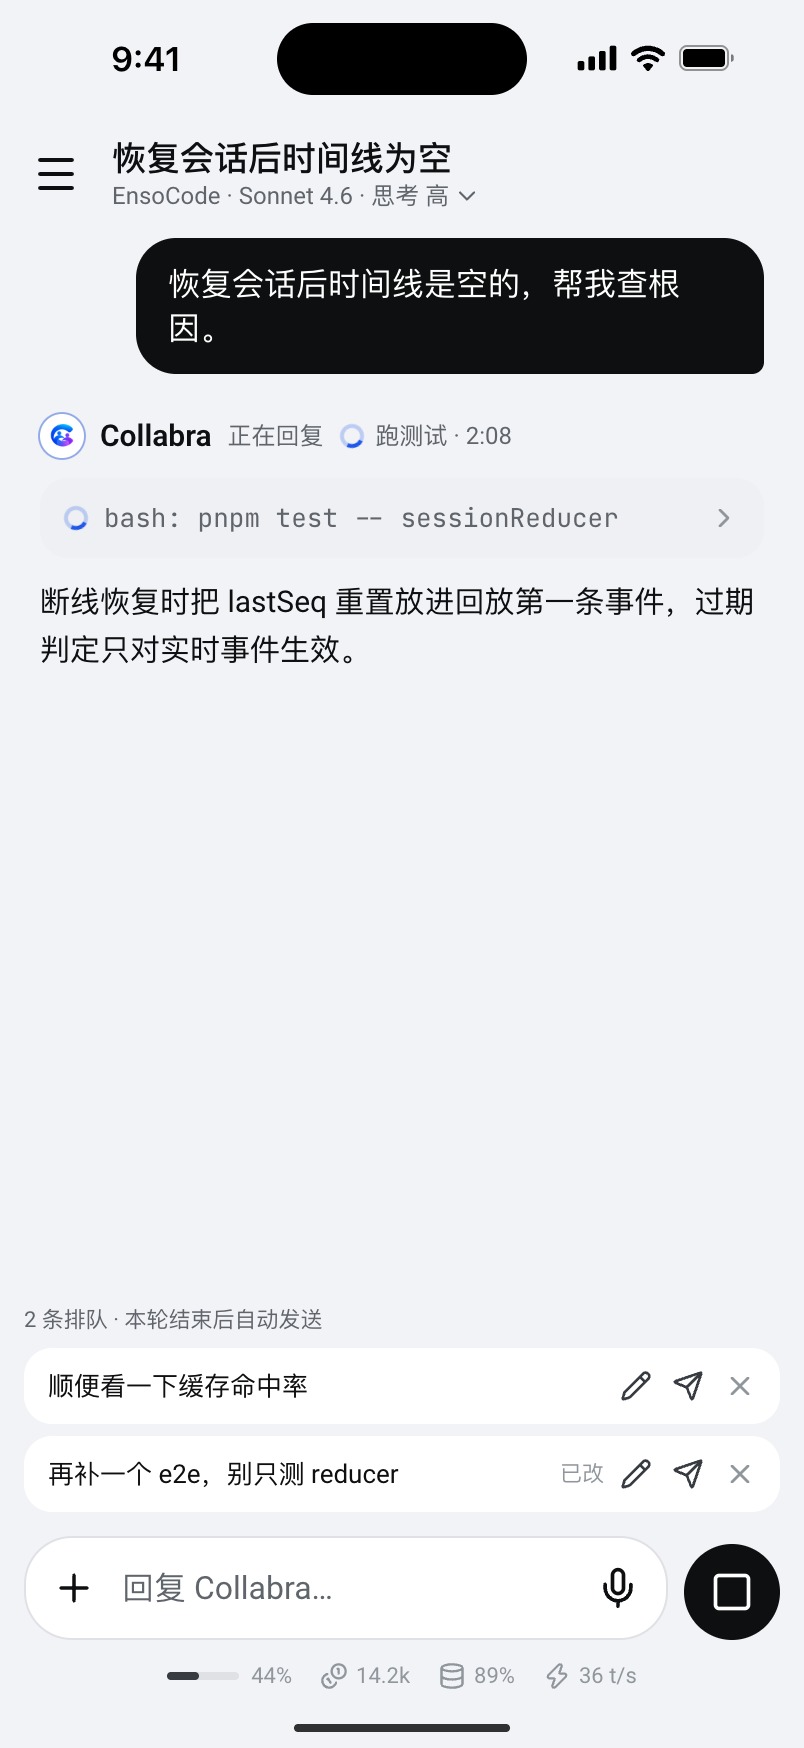 9:41
恢复会话后时间线为空
EnsoCode · Sonnet 4.6 · 思考 高
恢复会话后时间线是空的，帮我查根
因。
Collabra 正在回复 跑测试 · 2:08
bash: pnpm test -- sessionReducer
断线恢复时把 lastSeq 重置放进回放第一条事件，过期
判定只对实时事件生效。
2 条排队 · 本轮结束后自动发送
顺便看一下缓存命中率
再补一个 e2e，别只测 reducer 已改
回复 Collabra…
44% 14.2k 89% 36 t/s